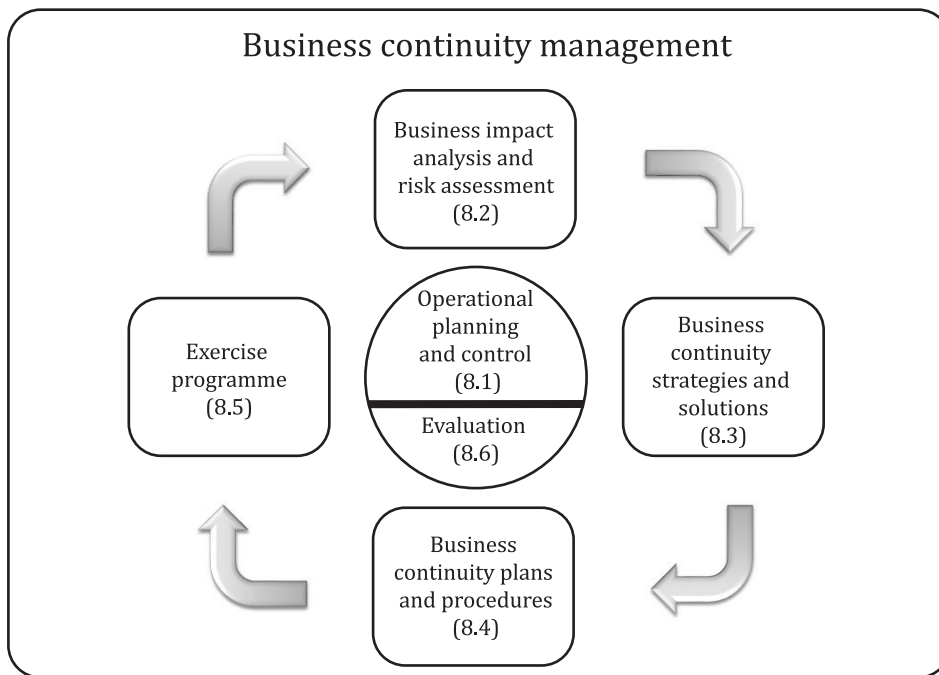 Business continuity management
Business impact
analysis and
risk assessment
(8.2)
Operational
planning
and control
(8.1)
Evaluation
(8.6)
Exercise
programme
(8.5)
Business
continuity
strategies and
solutions
(8.3)
Business
continuity plans
and procedures
(8.4)